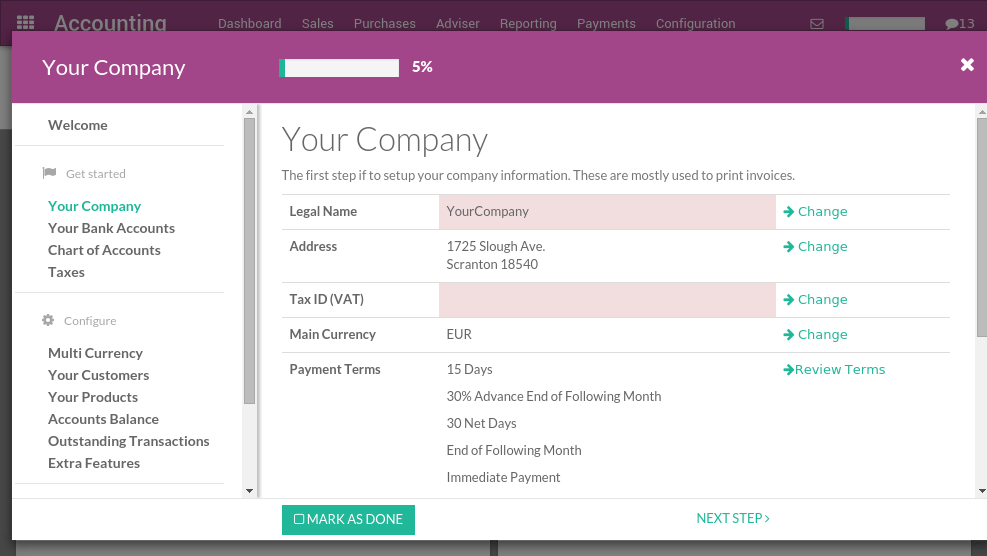 Accounting
Dashboard Sales Purchases Adviser Reporting Payments Configuration 13
Your Company 5%
Welcome
Get started
Your Company
Your Bank Accounts
Chart of Accounts
Taxes
Configure
Multi Currency
Your Customers
Your Products
Accounts Balance
Outstanding Transactions
Extra Features
Your Company
The first step if to setup your company information. These are mostly used to print invoices.
Legal Name YourCompany Change
Address 1725 Slough Ave. Change
Scranton 18540
Tax ID (VAT) Change
Main Currency EUR Change
Payment Terms 15 Days Review Terms
30% Advance End of Following Month
30 Net Days
End of Following Month
Immediate Payment
MARK AS DONE NEXT STEP